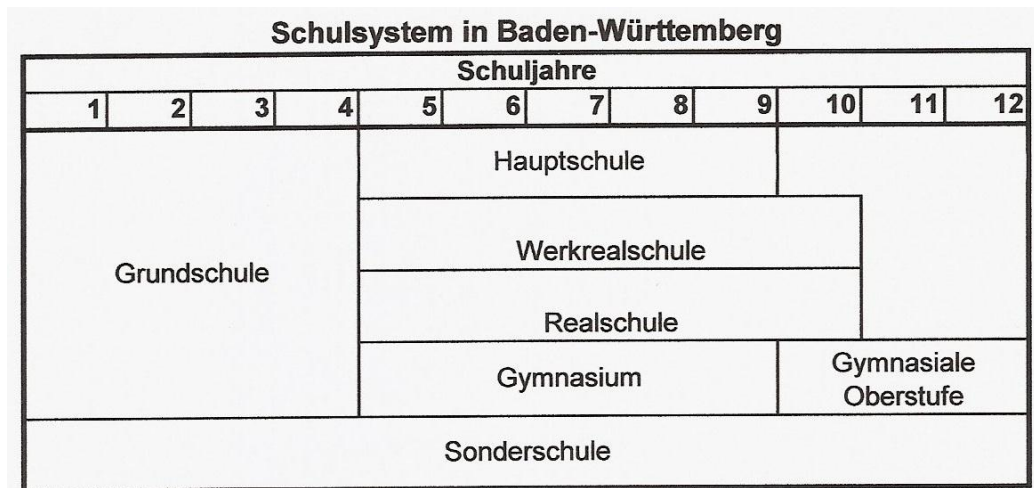 Schulsystem in Baden-Württemberg
Schuljahre
1 2 3 4 5 6 7 8 9 10 11 12
Hauptschule
Werkrealschule
Grundschule
Realschule
Gymnasium
Gymnasiale
Oberstufe
Sonderschule